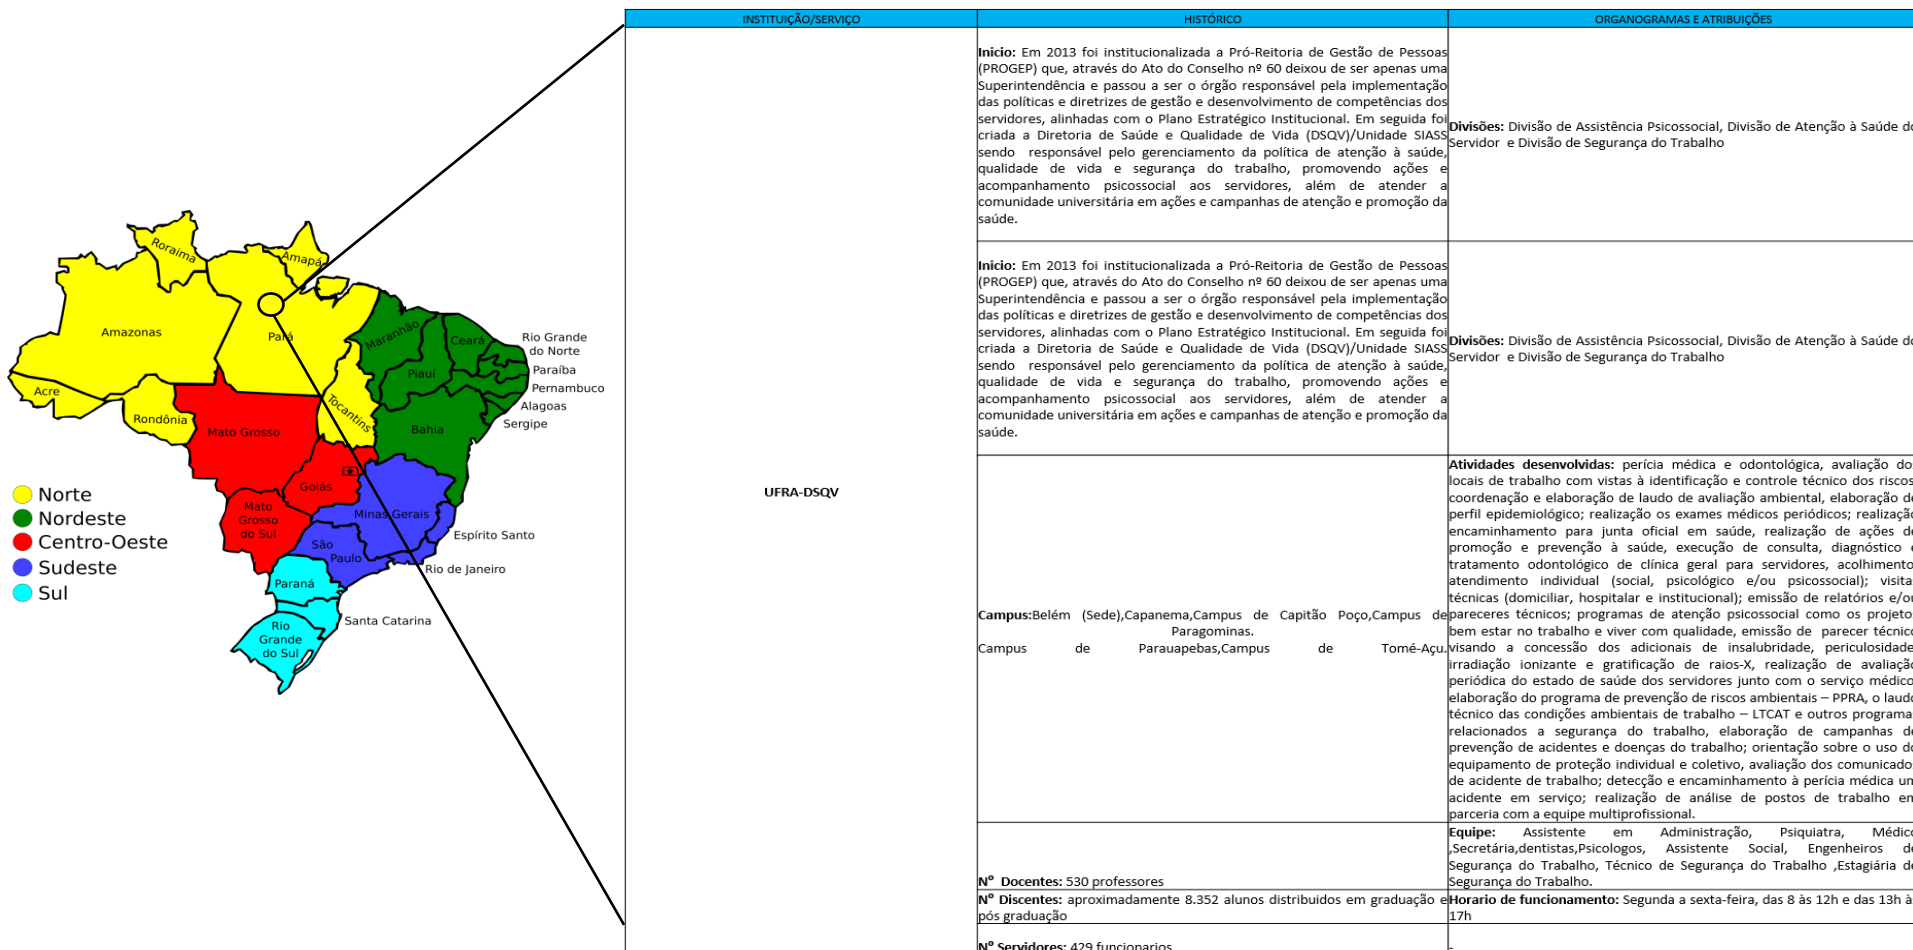 INSTITUIÇÃO/SERVIÇO
HISTÓRICO
ORGANOGRAMAS E ATRIBUIÇÕES
Roraima
Amapá
Amazonas
Pará
Acre
Rondônia
Tocantins
Maranhão
Ceará
Piauí
Rio Grande
do Norte
Paraíba
Pernambuco
Alagoas
Sergipe
Bahia
Mato Grosso
Goiás
Mato
Grosso
do Sul
Minas Gerais
Espírito Santo
São
Paulo
Rio de Janeiro
Paraná
Santa Catarina
Rio
Grande
do Sul
Norte
Nordeste
Centro-Oeste
Sudeste
Sul
UFRA-DSQV
Inicio: Em 2013 foi institucionalizada a Pró-Reitoria de Gestão de Pessoas
(PROGEP) que, através do Ato do Conselho nº 60 deixou de ser apenas uma
Superintendência e passou a ser o órgão responsável pela implementação
das políticas e diretrizes de gestão e desenvolvimento de competências dos
servidores, alinhadas com o Plano Estratégico Institucional. Em seguida foi
criada a Diretoria de Saúde e Qualidade de Vida (DSQV)/Unidade SIASS
sendo responsável pelo gerenciamento da política de atenção à saúde,
qualidade de vida e segurança do trabalho, promovendo ações e
acompanhamento psicossocial aos servidores, além de atender a
comunidade universitária em ações e campanhas de atenção e promoção da
saúde.
Divisões: Divisão de Assistência Psicossocial, Divisão de Atenção à Saúde do
Servidor e Divisão de Segurança do Trabalho
Inicio: Em 2013 foi institucionalizada a Pró-Reitoria de Gestão de Pessoas
(PROGEP) que, através do Ato do Conselho nº 60 deixou de ser apenas uma
Superintendência e passou a ser o órgão responsável pela implementação
das políticas e diretrizes de gestão e desenvolvimento de competências dos
servidores, alinhadas com o Plano Estratégico Institucional. Em seguida foi
criada a Diretoria de Saúde e Qualidade de Vida (DSQV)/Unidade SIASS
sendo responsável pelo gerenciamento da política de atenção à saúde,
qualidade de vida e segurança do trabalho, promovendo ações e
acompanhamento psicossocial aos servidores, além de atender a
comunidade universitária em ações e campanhas de atenção e promoção da
saúde.
Divisões: Divisão de Assistência Psicossocial, Divisão de Atenção à Saúde do
Servidor e Divisão de Segurança do Trabalho
Campus:Belém (Sede),Capanema,Campus de Capitão Poço,Campus de
Paragominas.
Campus de Parauapebas,Campus de Tomé-Açu.
Atividades desenvolvidas: perícia médica e odontológica, avaliação do
locais de trabalho com vistas à identificação e controle técnico dos riscos
coordenação e elaboração de laudo de avaliação ambiental, elaboração de
perfil epidemiológico; realização os exames médicos periódicos; realização
encaminhamento para junta oficial em saúde, realização de ações de
promoção e prevenção à saúde, execução de consulta, diagnóstico e
tratamento odontológico de clínica geral para servidores, acolhimento
atendimento individual (social, psicológico e/ou psicossocial); visita
técnicas (domiciliar, hospitalar e institucional); emissão de relatórios e/ou
pareceres técnicos; programas de atenção psicossocial como os projeto
bem estar no trabalho e viver com qualidade, emissão de parecer técnico
visando a concessão dos adicionais de insalubridade, periculosidade
irradiação ionizante e gratificação de raios-X, realização de avaliação
periódica do estado de saúde dos servidores junto com o serviço médico
elaboração do programa de prevenção de riscos ambientais – PPRA, o laudo
técnico das condições ambientais de trabalho – LTCAT e outros programa
relacionados a segurança do trabalho, elaboração de campanhas de
prevenção de acidentes e doenças do trabalho; orientação sobre o uso do
equipamento de proteção individual e coletivo, avaliação dos comunicado
de acidente de trabalho; detecção e encaminhamento à perícia médica um
acidente em serviço; realização de análise de postos de trabalho em
parceria com a equipe multiprofissional.
Nº Docentes: 530 professores
Equipe: Assistente em Administração, Psiquiatra, Médico
,Secretária,dentistas,Psicologos, Assistente Social, Engenheiros de
Segurança do Trabalho, Técnico de Segurança do Trabalho ,Estagiária de
Segurança do Trabalho.
Nº Discentes: aproximadamente 8.352 alunos distribuidos em graduação e
pós graduação
Horario de funcionamento: Segunda a sexta-feira, das 8 às 12h e das 13h à
17h
Nº Servidores: 429 funcionarios
-